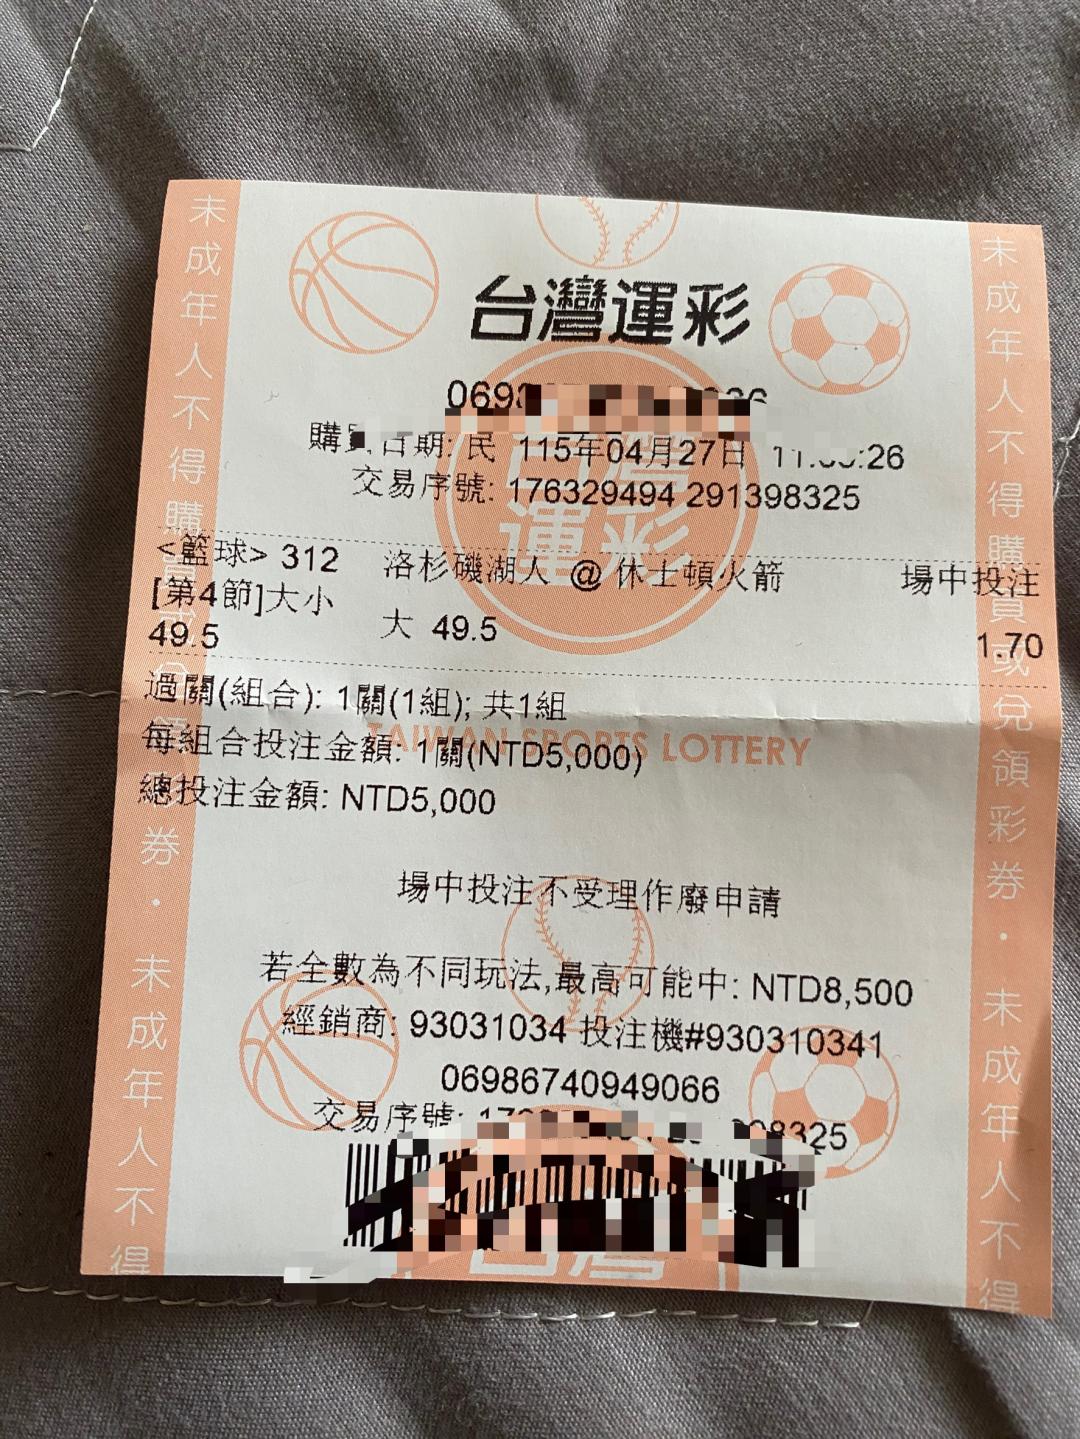 台灣運彩
購 日期: 民 115年04月27日
交易序號: 176329494 291398325
<籃球> 312 洛杉磯湖人 @ 休士頓火箭 場中投注
[第4節]大小
49.5 大 49.5 1.70
過關(組合): 1關(1組); 共1組
每組合投注金額: 1關(NTD5,000)
TAIWAN SPORTS LOTTERY
總投注金額: NTD5,000
場中投注不受理作廢申請
若全數為不同玩法,最高可能中: NTD8,500
經銷商: 93031034 投注機#930310341
06986740949066
交易序號:
未成年人不得購買或兌領彩券・未成年人不得
未成年人不得購買或兌領彩券・未成年人不得